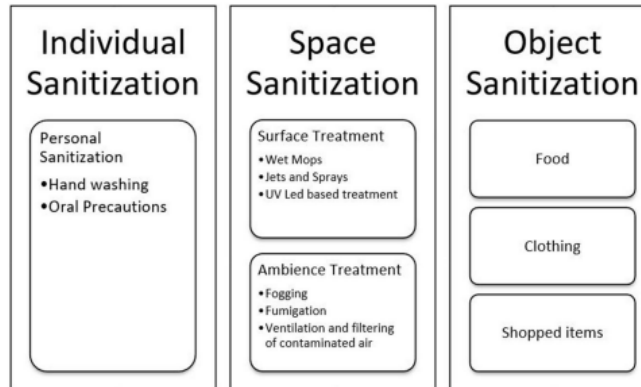 Individual
Sanitization
Personal
Sanitization
•Hand washing
•Oral Precautions
Space
Sanitization
Surface Treatment
•Wet Mops
•Jets and Sprays
•UV Led based treatment
Ambience Treatment
•Fogging
•Fumigation
•Ventilation and filtering
of contaminated air
Object
Sanitization
Food
Clothing
Shopped items